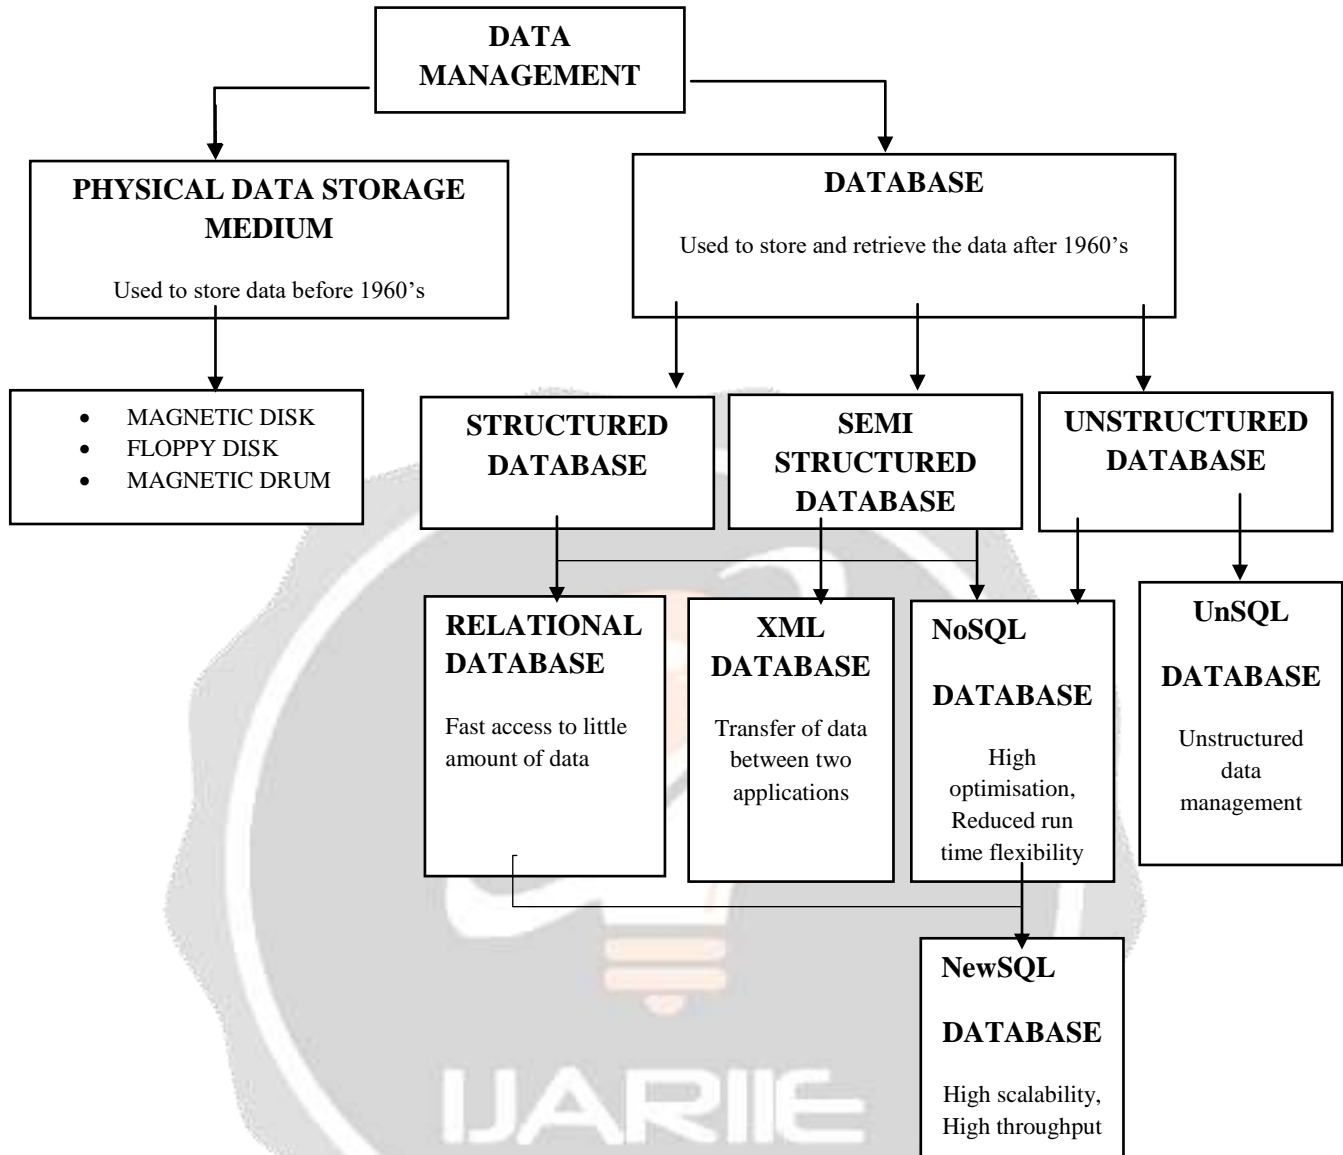 DATA
MANAGEMENT
PHYSICAL DATA STORAGE
MEDIUM
Used to store data before 1960’s
DATABASE
Used to store and retrieve the data after 1960’s
• MAGNETIC DISK
• FLOPPY DISK
• MAGNETIC DRUM
STRUCTURED
DATABASE
SEMI
STRUCTURED
DATABASE
UNSTRUCTURED
DATABASE
RELATIONAL
DATABASE
Fast access to little
amount of data
XML
DATABASE
Transfer of data
between two
applications
NoSQL
DATABASE
High
optimisation,
Reduced run
time flexibility
UnSQL
DATABASE
Unstructured
data
management
NewSQL
DATABASE
High scalability,
High throughput
IJARIIE